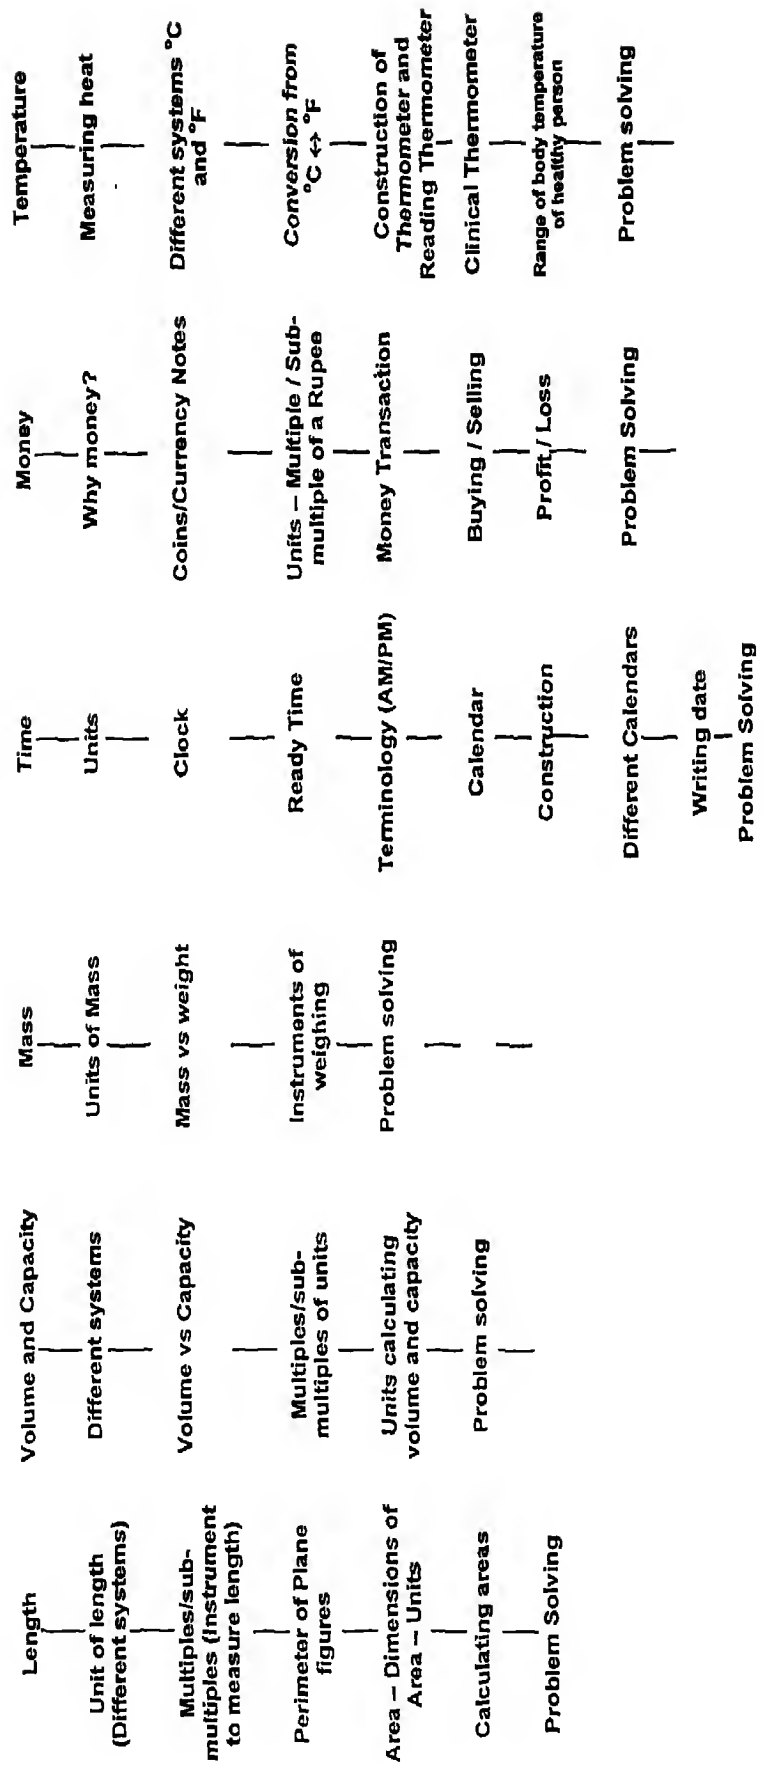 Length
Unit of length
(Different systems)
Multiples/sub-
multiples (Instrument
to measure length)
Perimeter of Plane
figures
Area – Dimensions of
Area – Units
Calculating areas
Problem Solving
Volume and Capacity
Different systems
Volume vs Capacity
Multiples/sub-
multiples of units
Units calculating
volume and capacity
Problem solving
Mass
Units of Mass
Mass vs weight
Instruments of
weighing
Problem solving
Time
Units
Clock
Ready Time
Terminology (AM/PM)
Calendar
Construction
Different Calendars
Writing date
Problem Solving
Money
Why money?
Coins/Currency Notes
Units – Multiple / Sub-
multiple of a Rupee
Money Transaction
Buying / Selling
Profit / Loss
Problem Solving
Temperature
Measuring heat
Different systems °C
and °F
Conversion from
°C ↔ °F
Construction of
Thermometer and
Reading Thermometer
Clinical Thermometer
Range of body temperature
of healthy person
Problem solving